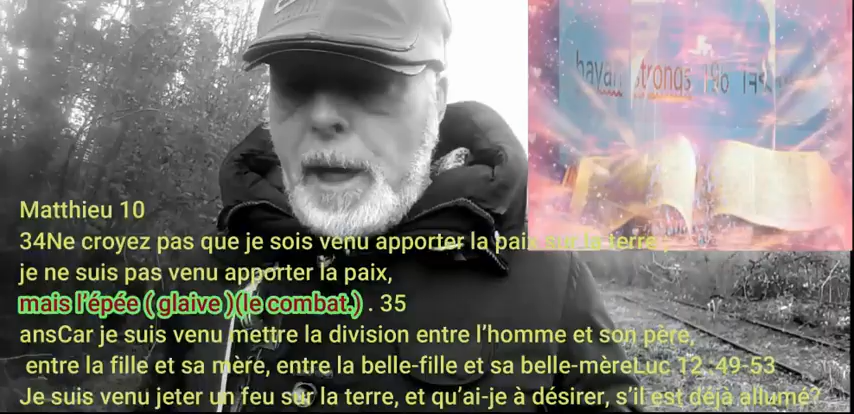 hayah strongs 1961
Matthieu 10
34Ne croyez pas que je sois venu apporter la paix sur la terre ;
je ne suis pas venu apporter la paix,
mais l'épée ( glaive )(le combat.) . 35
ansCar je suis venu mettre la division entre l'homme et son père,
entre la fille et sa mère, entre la belle-fille et sa belle-mèreLuc 12 :49-53
Je suis venu jeter un feu sur la terre, et qu'ai-je à désirer, s'il est déjà allumé?